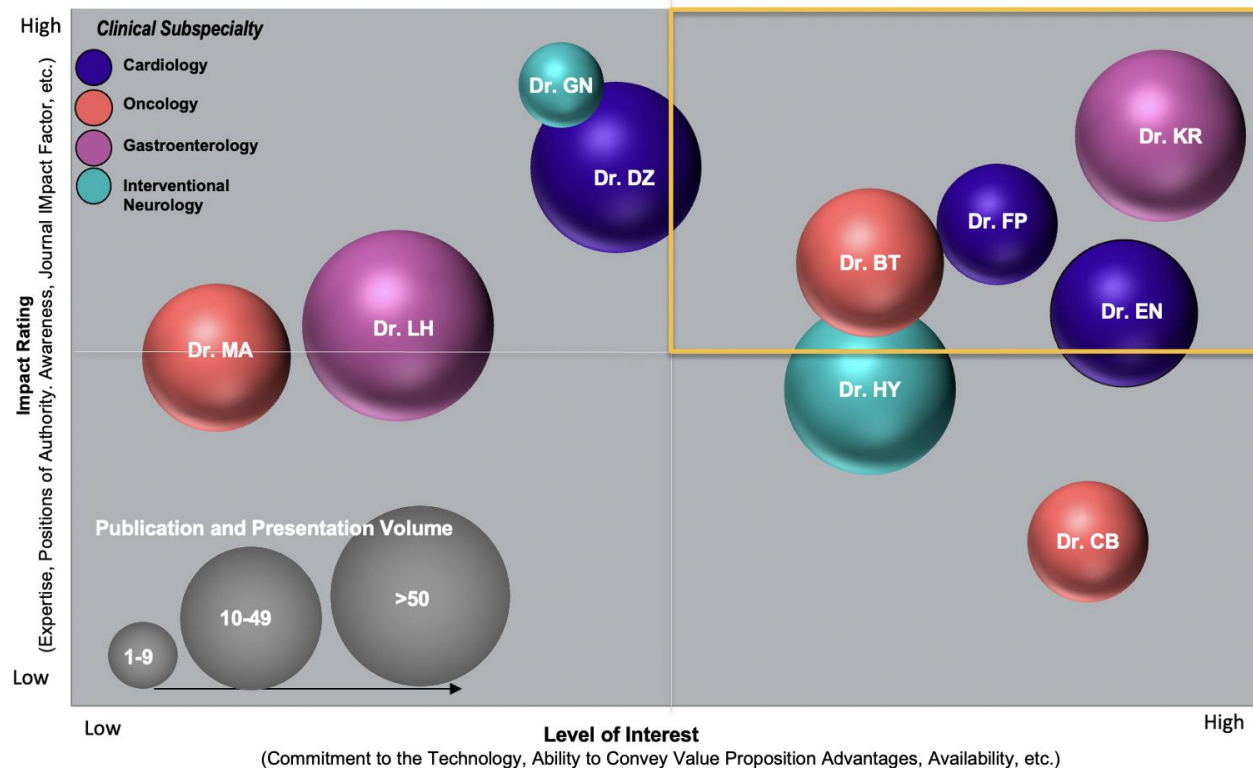 High
Clinical Subspecialty
Cardiology
Oncology
Gastroenterology
Interventional
Neurology
Dr. GN
Dr. DZ
Dr. KR
Dr. FP
Dr. BT
Dr. EN
Dr. LH
Dr. MA
Dr. HY
Dr. CB
Impact Rating
(Expertise, Positions of Authority. Awareness, Journal IMpact Factor, etc.)
Publication and Presentation Volume
1-9
10-49
>50
Low
Low
High
Level of Interest
(Commitment to the Technology, Ability to Convey Value Proposition Advantages, Availability, etc.)